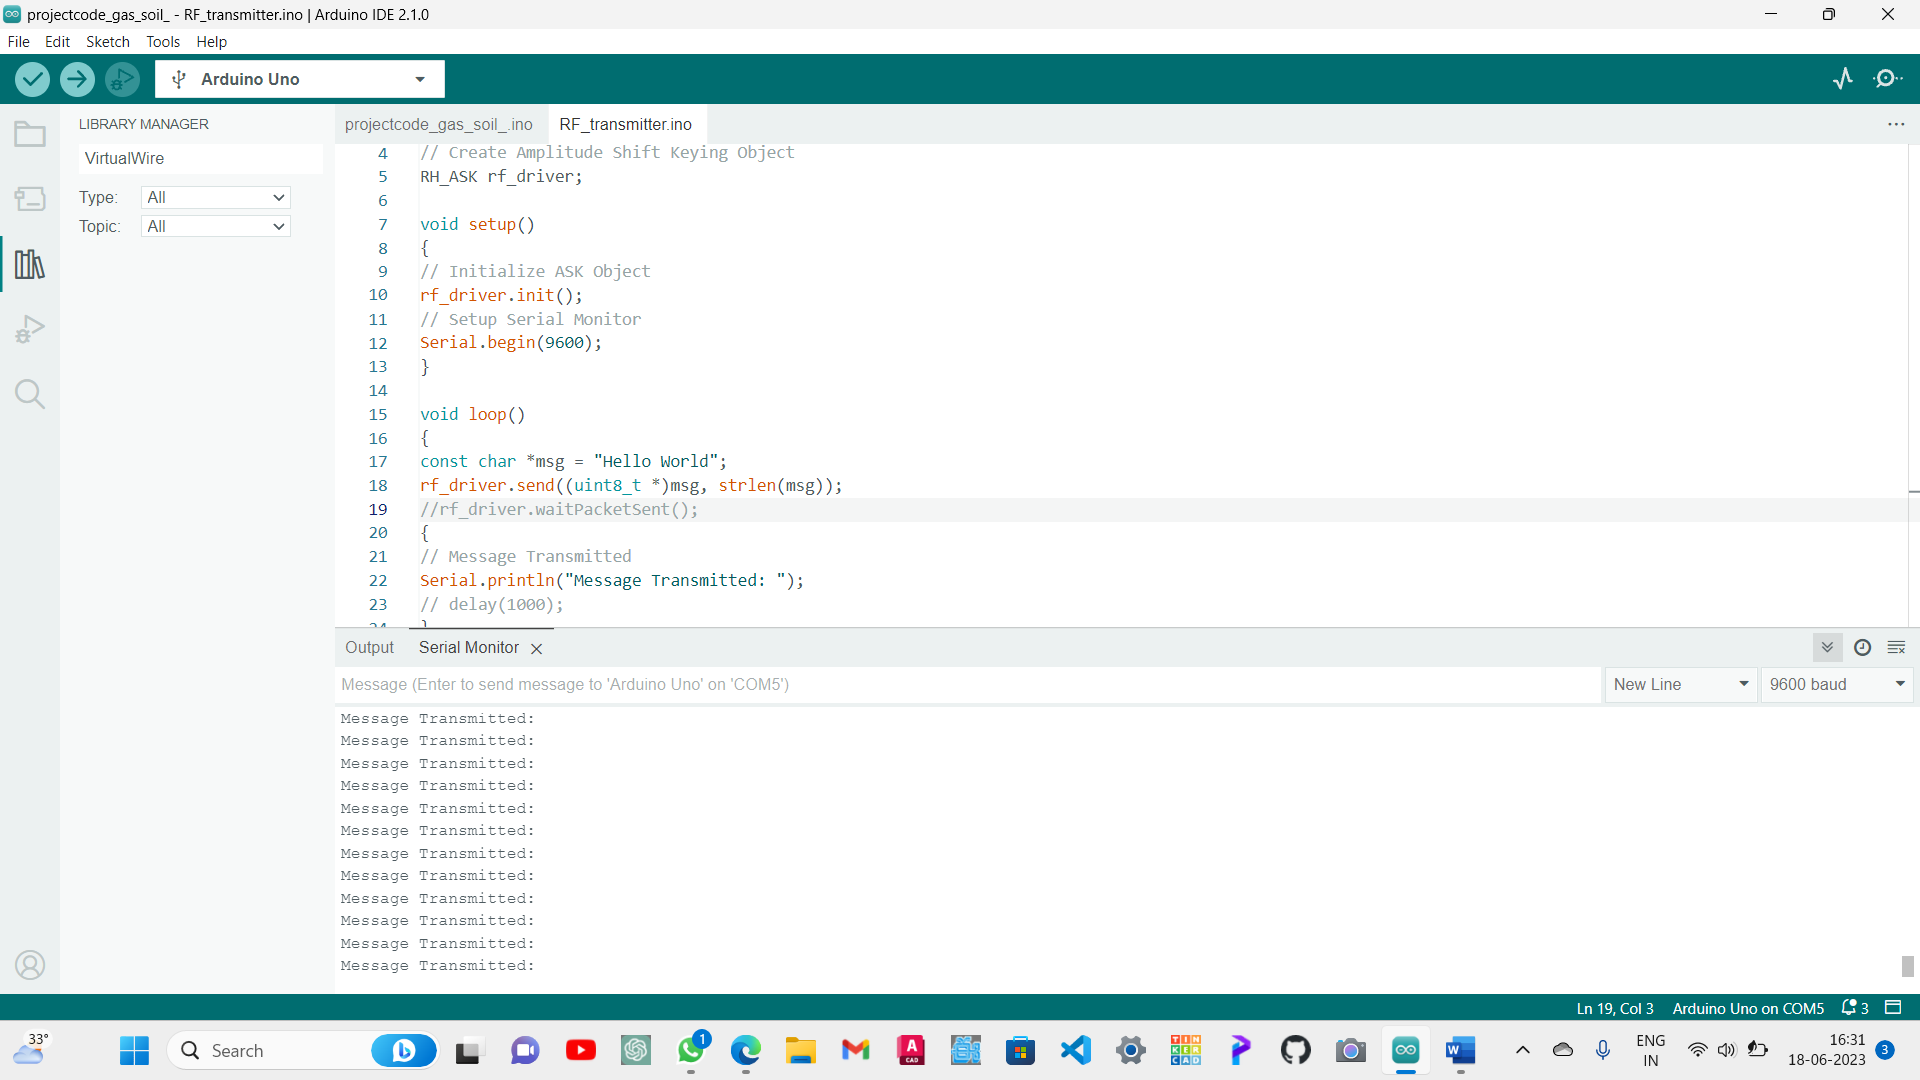 projectcode_gas_soil_ - RF_transmitter.ino | Arduino IDE 2.1.0
File Edit Sketch Tools Help
Arduino Uno
LIBRARY MANAGER
VirtualWire
Type: All
Topic: All
projectcode_gas_soil_.ino RF_transmitter.ino
4 // Create Amplitude Shift Keying Object
5 RH_ASK rf_driver;
6
7 void setup()
8 {
9 // Initialize ASK Object
10 rf_driver.init();
11 // Setup Serial Monitor
12 Serial.begin(9600);
13 }
14
15 void loop()
16 {
17 const char *msg = "Hello World";
18 rf_driver.send((uint8_t *)msg, strlen(msg));
19 //rf_driver.waitPacketSent();
20 {
21 // Message Transmitted
22 Serial.println("Message Transmitted: ");
23 // delay(1000);
24 }
Output Serial Monitor
Message (Enter to send message to 'Arduino Uno' on 'COM5')
New Line 9600 baud
Message Transmitted:
Message Transmitted:
Message Transmitted:
Message Transmitted:
Message Transmitted:
Message Transmitted:
Message Transmitted:
Message Transmitted:
Message Transmitted:
Message Transmitted:
Message Transmitted:
Message Transmitted:
Ln 19, Col 3 Arduino Uno on COM5 3
33°
Search
1
A
CAD
TIN
KER
CAD
W
ENG
IN
16:31
18-06-2023
3